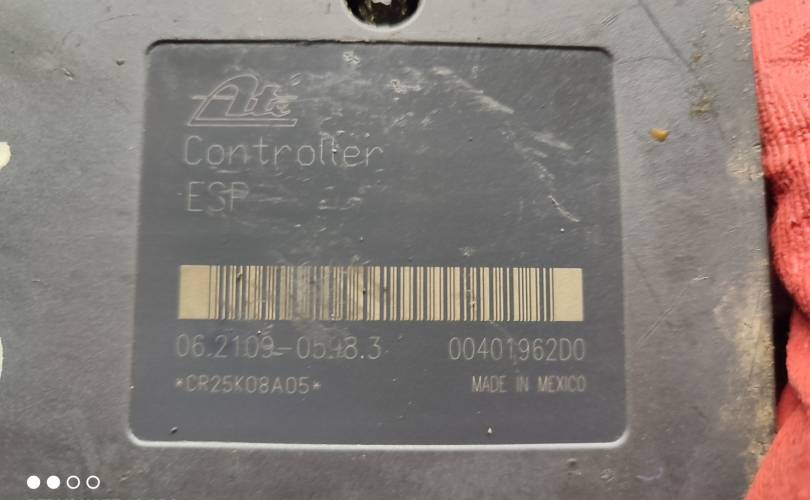 Ate
Controller
ESP
06.2109-0598.3 00401962D0
*CR25K08A05*
MADE IN MEXICO